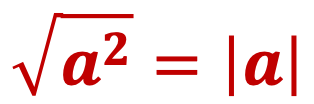 √a² = |a|